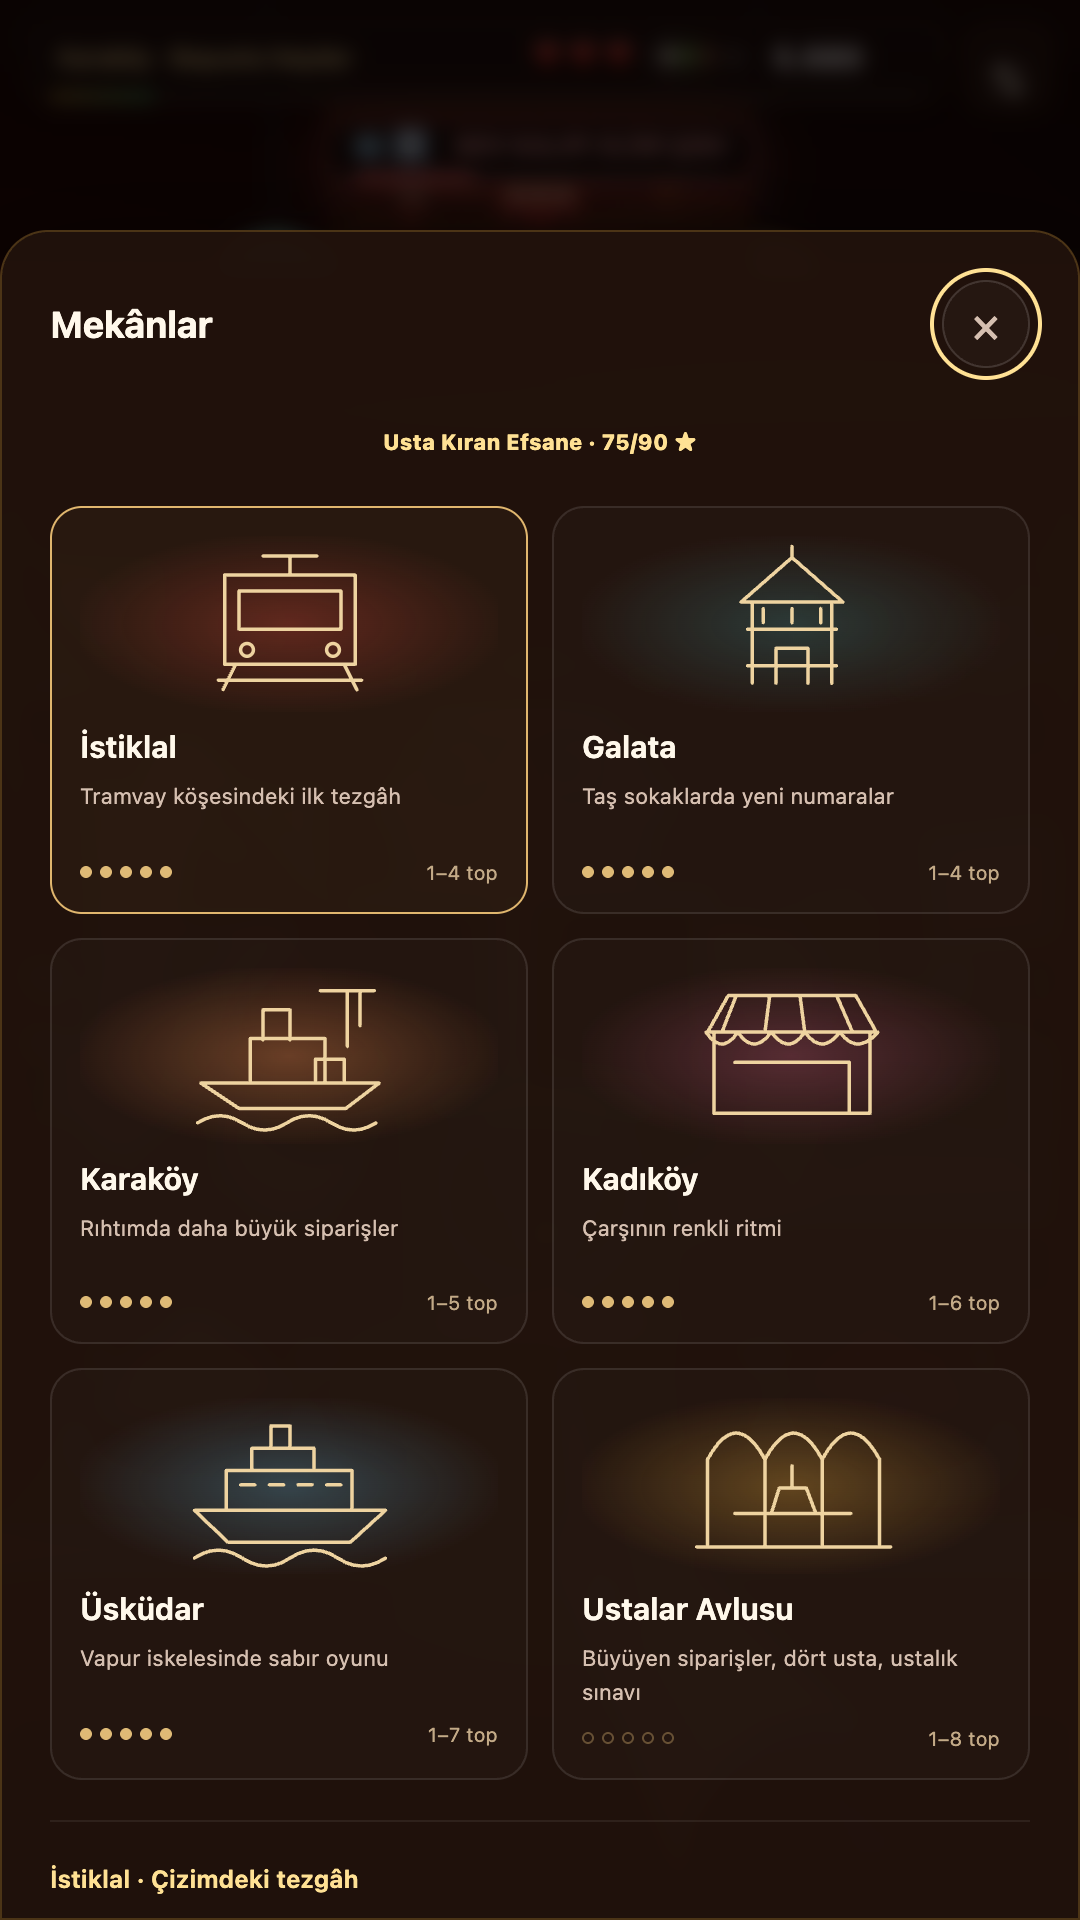 Mekânlar
Usta Kıran Efsane · 75/90 ★
İstiklal
Tramvay köşesindeki ilk tezgâh
1–4 top
Galata
Taş sokaklarda yeni numaralar
1–4 top
Karaköy
Rıhtımda daha büyük siparişler
1–5 top
Kadıköy
Çarşının renkli ritmi
1–6 top
Üsküdar
Vapur iskelesinde sabır oyunu
1–7 top
Ustalar Avlusu
Büyüyen siparişler, dört usta, ustalık
sınavı
1–8 top
İstiklal · Çizimdeki tezgâh